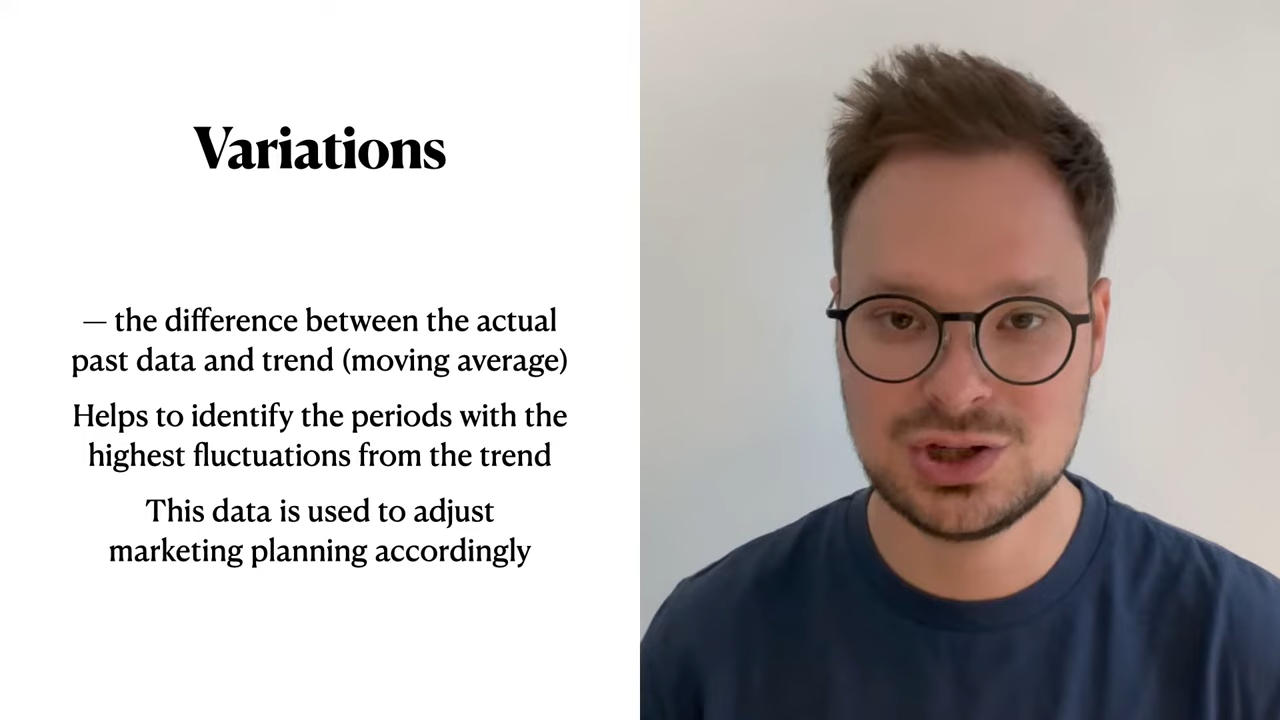 Variations
— the difference between the actual
past data and trend (moving average)
Helps to identify the periods with the
highest fluctuations from the trend
This data is used to adjust
marketing planning accordingly